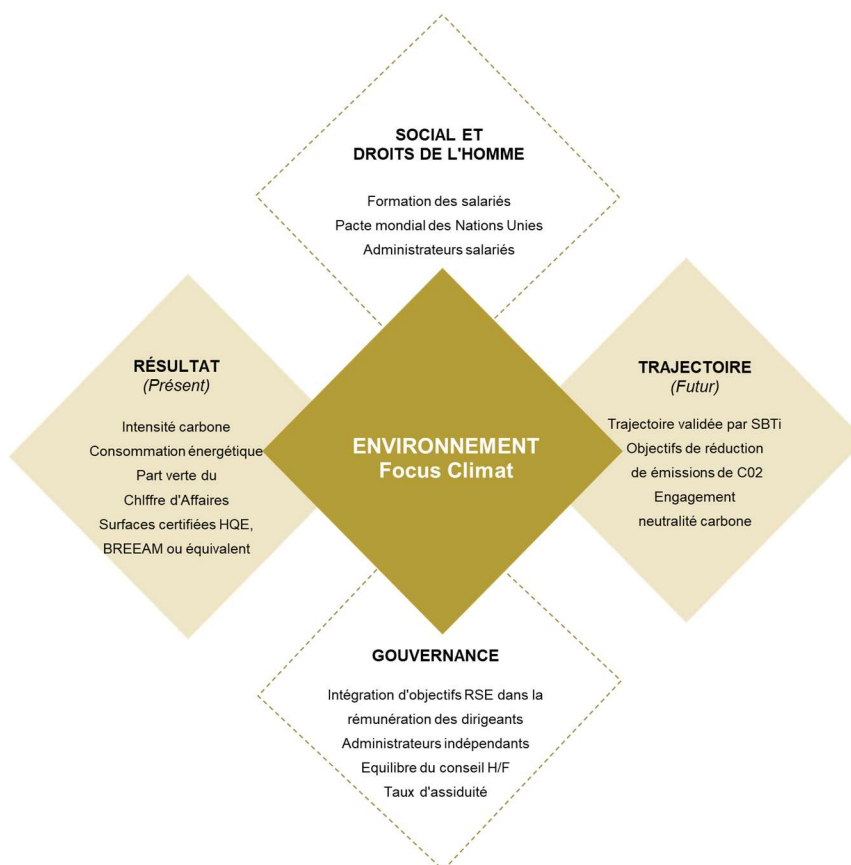 SOCIAL ET
DROITS DE L'HOMME
Formation des salariés
Pacte mondial des Nations Unies
Administrateurs salariés
RÉSULTAT
(Présent)
Intensité carbone
Consommation énergétique
Part verte du
ChIffre d'Affaires
Surfaces certifiées HQE,
BREEAM ou équivalent
ENVIRONNEMENT
Focus Climat
TRAJECTOIRE
(Futur)
Trajectoire validée par SBTi
Objectifs de réduction
de émissions de C02
Engagement
neutralité carbone
GOUVERNANCE
Intégration d'objectifs RSE dans la
rémunération des dirigeants
Administrateurs indépendants
Equilibre du conseil H/F
Taux d'assiduité